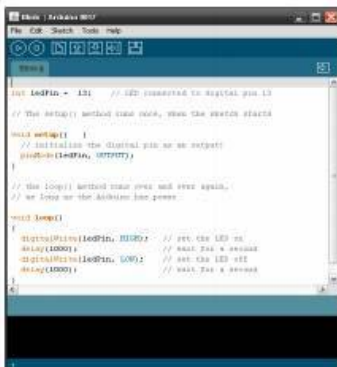 Blink | Arduino 0017
File Edit Sketch Tools Help
Blink §
int ledPin = 13;    // LED connected to digital pin 13
// The setup() method runs once, when the sketch starts
void setup()   {
  // initialize the digital pin as an output:
  pinMode(ledPin, OUTPUT);
}
// the loop() method runs over and over again,
// as long as the Arduino has power
void loop()
{
  digitalWrite(ledPin, HIGH);   // set the LED on
  delay(1000);                  // wait for a second
  digitalWrite(ledPin, LOW);    // set the LED off
  delay(1000);                  // wait for a second
}
1